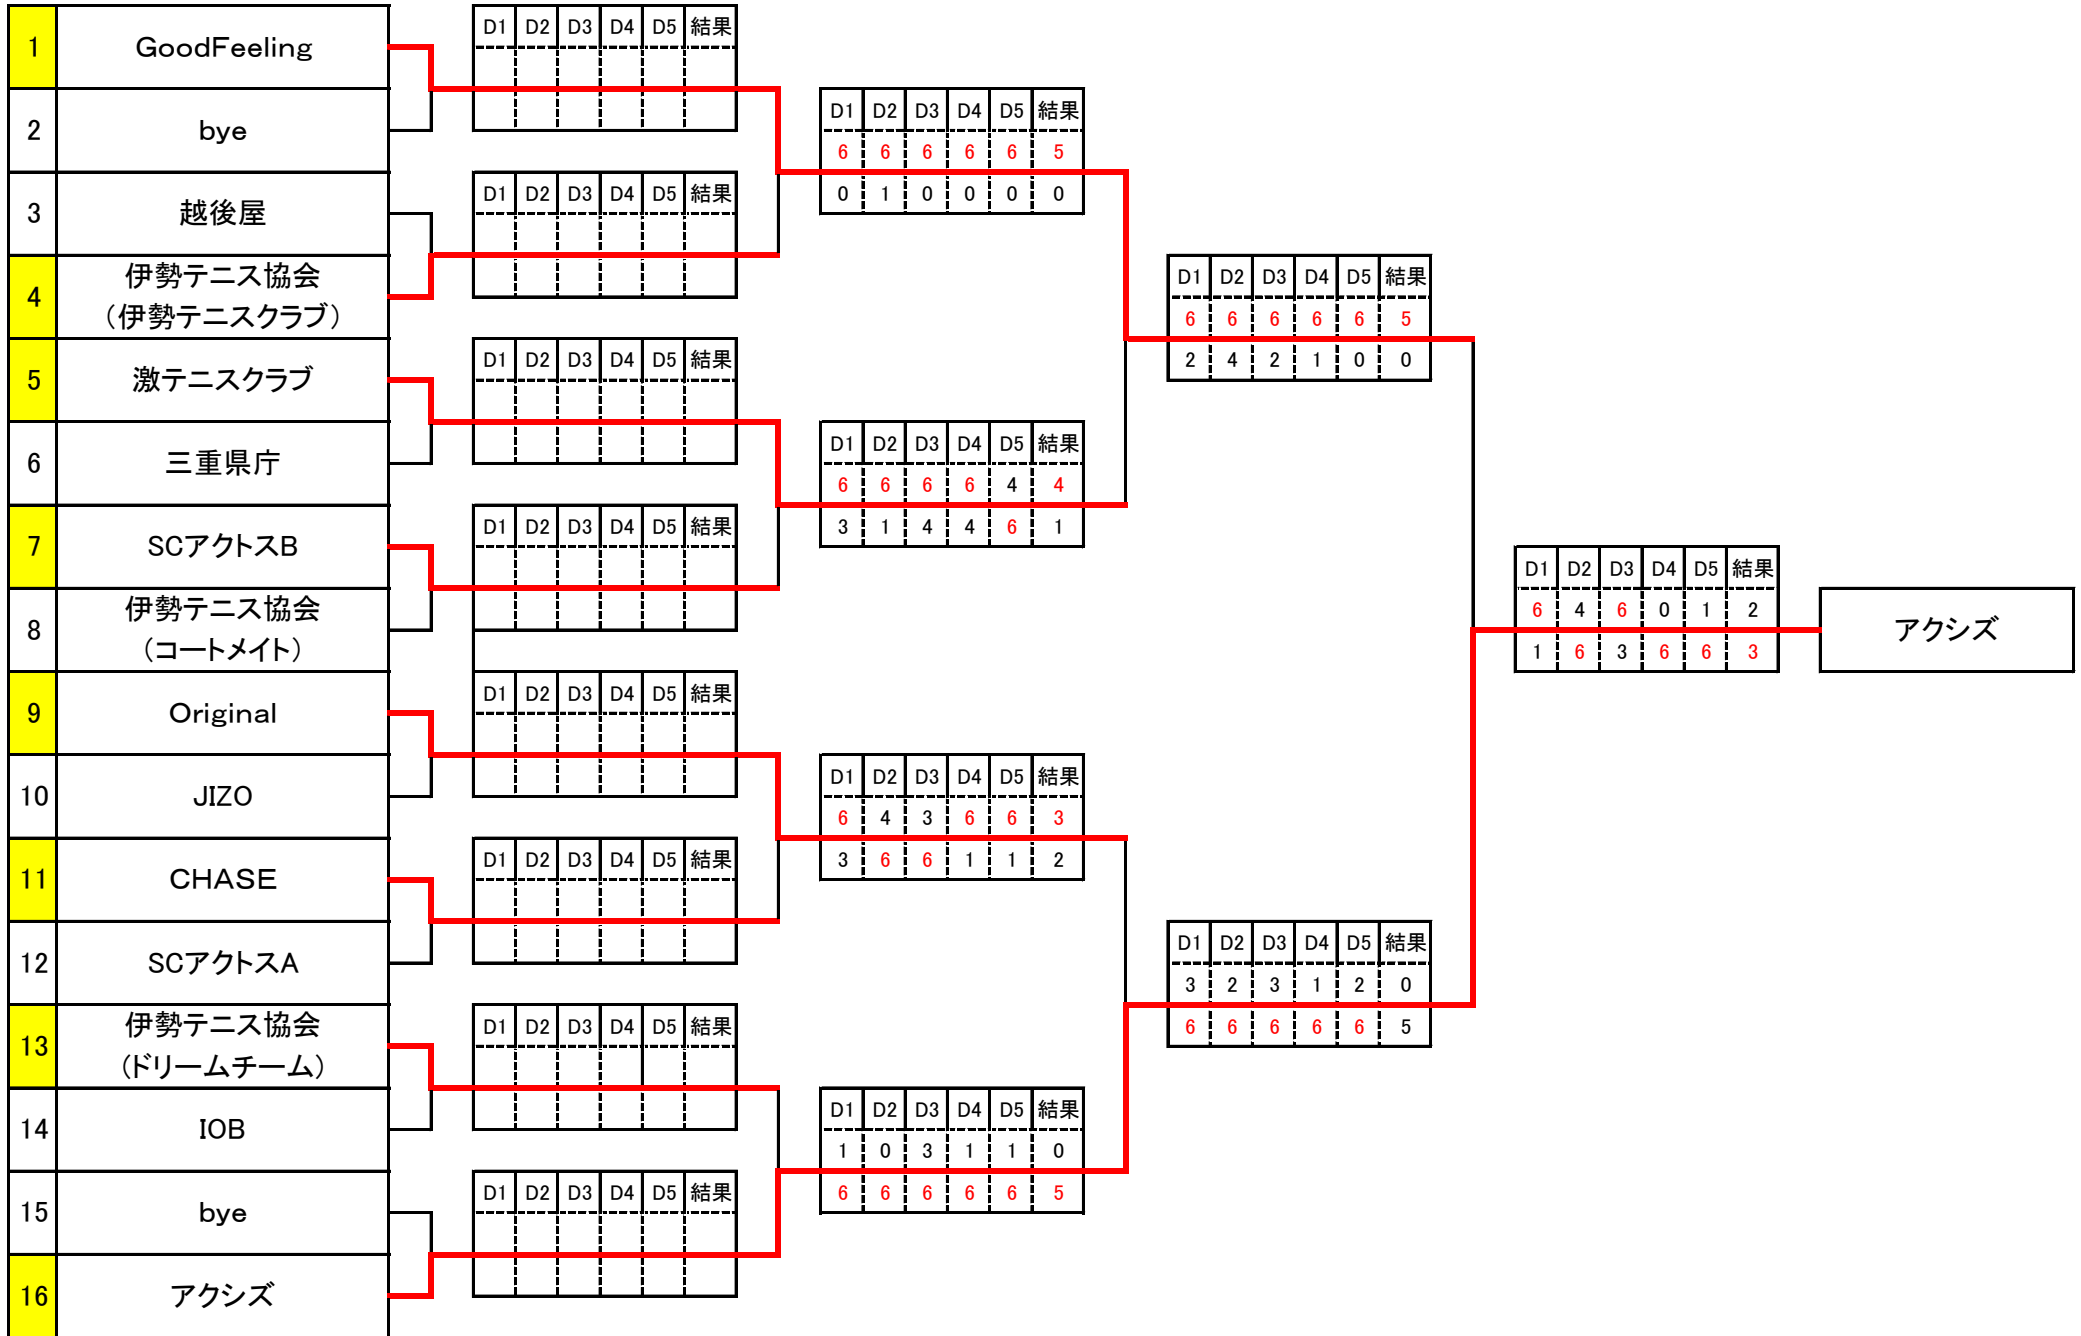 1 GoodFeeling
2 bye
3 越後屋
4 伊勢テニス協会
（伊勢テニスクラブ）
5 激テニスクラブ
6 三重県庁
7 SCアクトスB
8 伊勢テニス協会
（コートメイト）
9 Original
10 JIZO
11 CHASE
12 SCアクトスA
13 伊勢テニス協会
（ドリームチーム）
14 IOB
15 bye
16 アクシズ
D1 D2 D3 D4 D5 結果
D1 D2 D3 D4 D5 結果
D1 D2 D3 D4 D5 結果
D1 D2 D3 D4 D5 結果
D1 D2 D3 D4 D5 結果
D1 D2 D3 D4 D5 結果
D1 D2 D3 D4 D5 結果
D1 D2 D3 D4 D5 結果
D1 D2 D3 D4 D5 結果
6 6 6 6 6 5
0 1 0 0 0 0
D1 D2 D3 D4 D5 結果
6 6 6 6 4 4
3 1 4 4 6 1
D1 D2 D3 D4 D5 結果
6 4 3 6 6 3
3 6 6 1 1 2
D1 D2 D3 D4 D5 結果
1 0 3 1 1 0
6 6 6 6 6 5
D1 D2 D3 D4 D5 結果
6 6 6 6 6 5
2 4 2 1 0 0
D1 D2 D3 D4 D5 結果
3 2 3 1 2 0
6 6 6 6 6 5
D1 D2 D3 D4 D5 結果
6 4 6 0 1 2
1 6 3 6 6 3
アクシズ